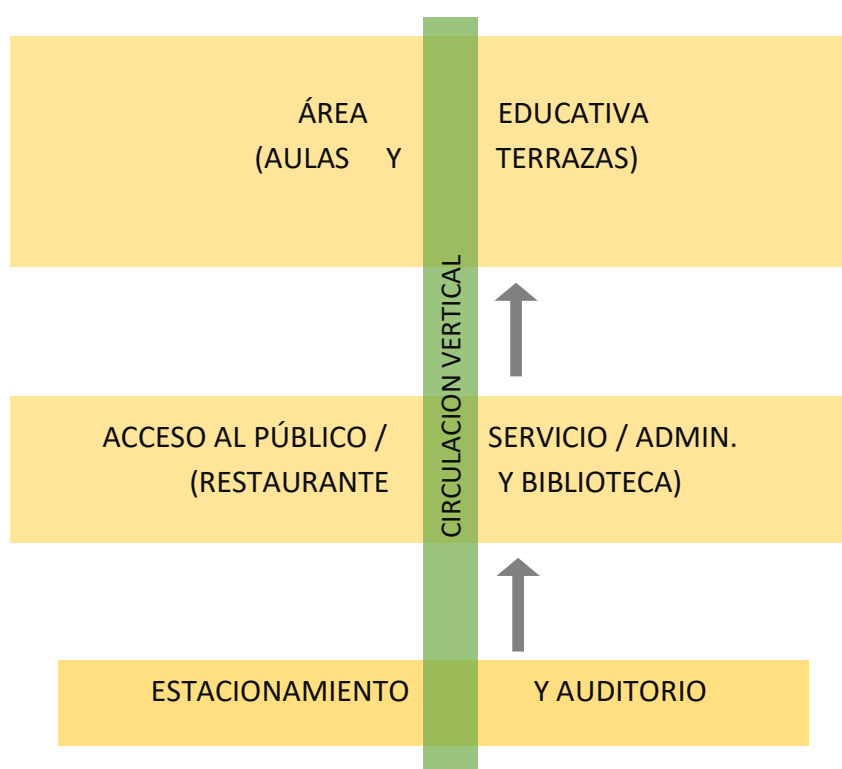 ÁREA EDUCATIVA
(AULAS Y TERRAZAS)
CIRCULACION VERTICAL
ACCESO AL PÚBLICO / SERVICIO / ADMIN.
(RESTAURANTE Y BIBLIOTECA)
ESTACIONAMIENTO Y AUDITORIO